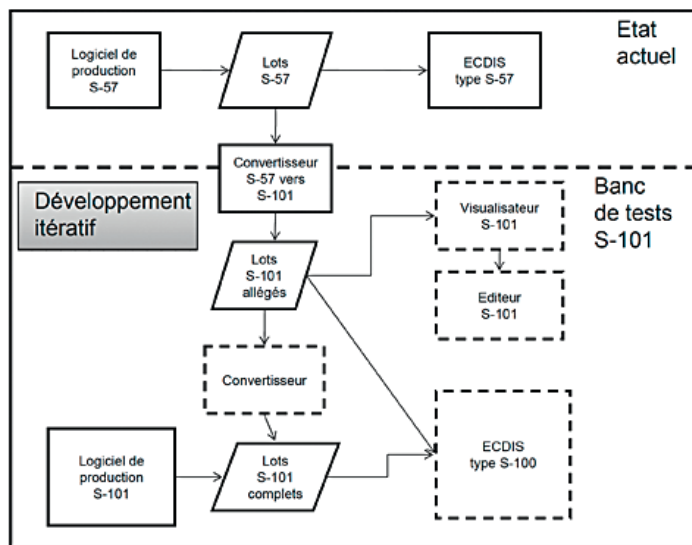 Etat
actuel
Logiciel de
production
S-57
Lots
S-57
ECDIS
type S-57
Convertisseur
S-57 vers
S-101
Développement
itératif
Banc
de tests
S-101
Visualisateur
S-101
Lots
S-101
allégés
Editeur
S-101
Convertisseur
Logiciel de
production
S-101
Lots
S-101
complets
ECDIS
type S-100